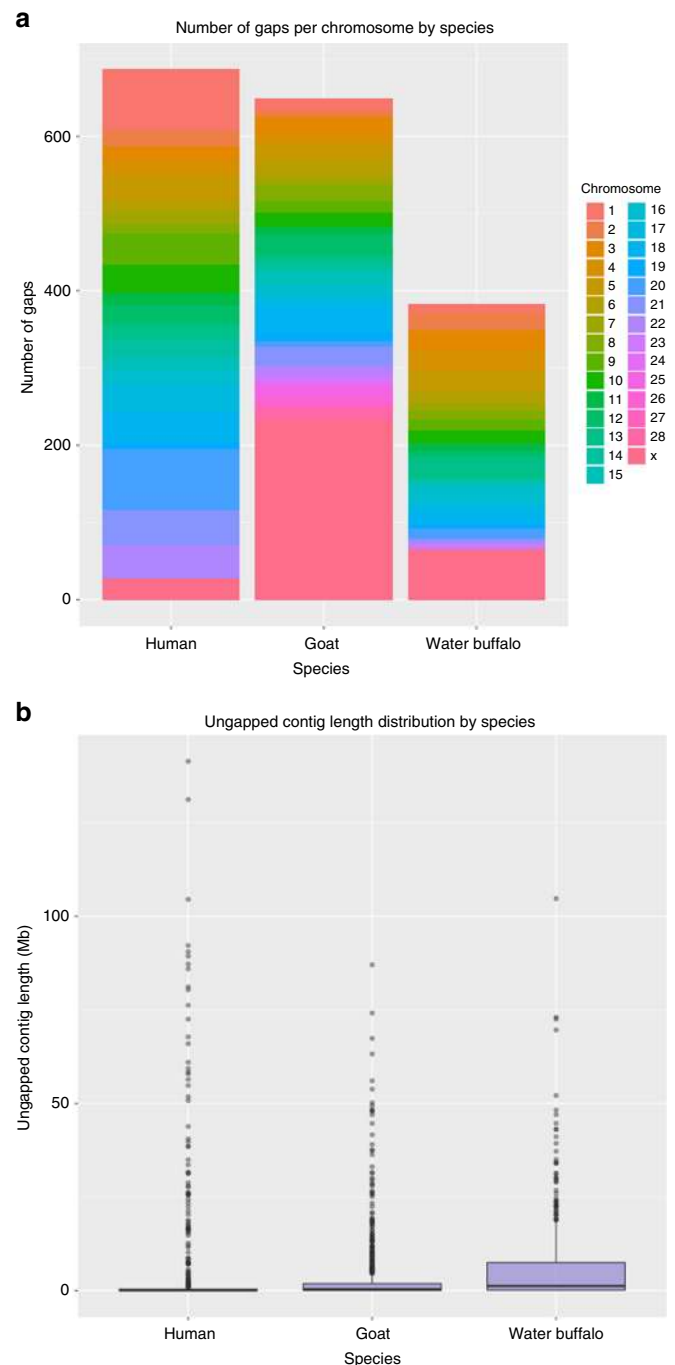 a
Number of gaps per chromosome by species
Number of gaps
600
400
200
0
Human
Goat
Water buffalo
Species
Chromosome
1
2
3
4
5
6
7
8
9
10
11
12
13
14
15
16
17
18
19
20
21
22
23
24
25
26
27
28
x
b
Ungapped contig length distribution by species
Ungapped contig length (Mb)
100
50
0
Human
Goat
Water buffalo
Species